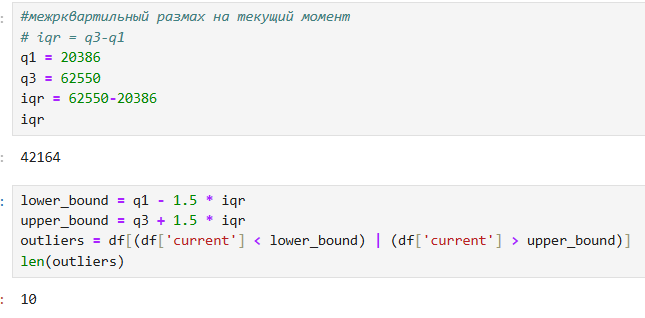 #межрквартильный размах на текущий момент
# iqr = q3-q1
q1 = 20386
q3 = 62550
iqr = 62550-20386
iqr
42164
lower_bound = q1 - 1.5 * iqr
upper_bound = q3 + 1.5 * iqr
outliers = df[(df['current'] < lower_bound) | (df['current'] > upper_bound)]
len(outliers)
10